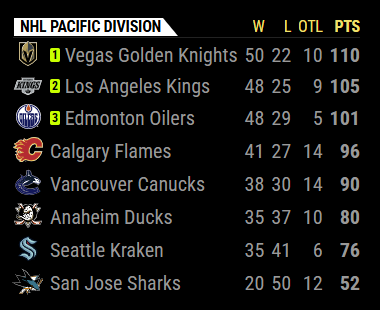 NHL PACIFIC DIVISION W L OTL PTS
1 Vegas Golden Knights 50 22 10 110
2 Los Angeles Kings 48 25 9 105
3 Edmonton Oilers 48 29 5 101
Calgary Flames 41 27 14 96
Vancouver Canucks 38 30 14 90
Anaheim Ducks 35 37 10 80
Seattle Kraken 35 41 6 76
San Jose Sharks 20 50 12 52